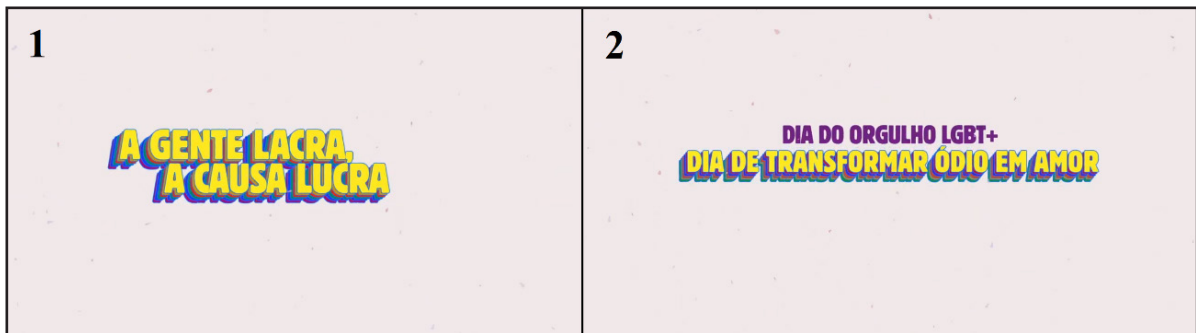 1
A GENTE LACRA,
A CAUSA LUCRA
2
DIA DO ORGULHO LGBT+
DIA DE TRANSFORMAR ÓDIO EM AMOR